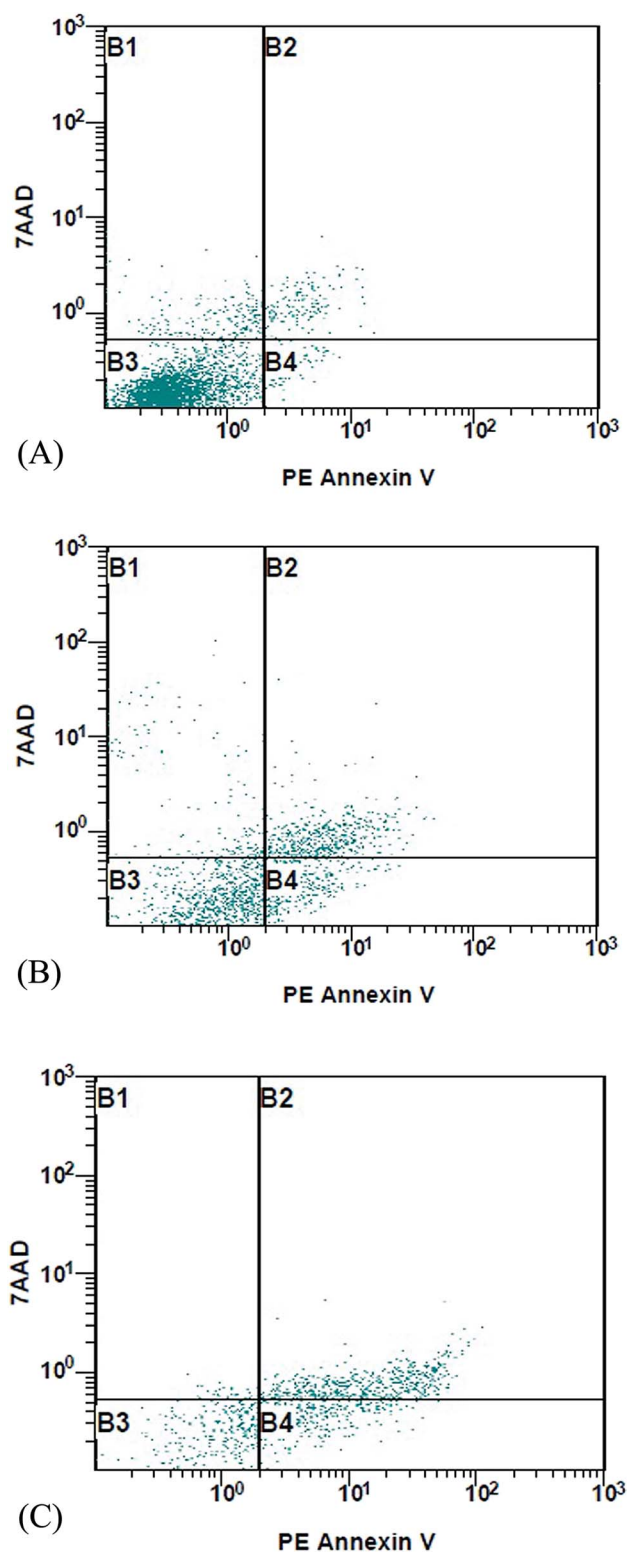 10³
B1 B2
10²
7AAD
10¹
10⁰
B3 B4
10⁰ 10¹ 10² 10³
(A)
PE Annexin V
10³
B1 B2
10²
7AAD
10¹
10⁰
B3 B4
10⁰ 10¹ 10² 10³
(B)
PE Annexin V
10³
B1 B2
10²
7AAD
10¹
10⁰
B3 B4
10⁰ 10¹ 10² 10³
(C)
PE Annexin V